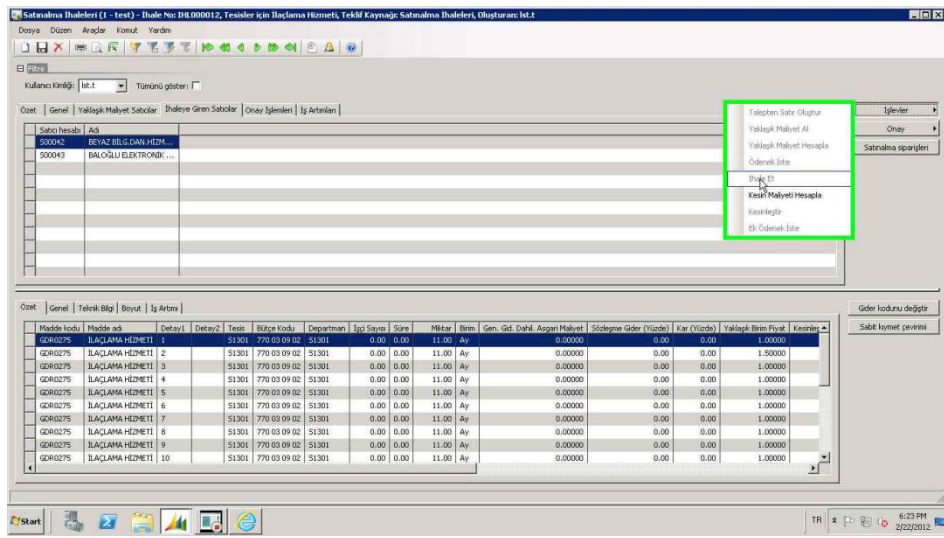 Satınalma İhaleleri (1 - test) - İhale No: IHL000012, Tesisler için İlaçlama Hizmeti, Teklif Kaynağı: Satınalma İhaleleri, Oluşturan: lst.t
Dosya Düzen Araçlar Komut Yardım
Filtre
Kullanıcı Kimliği: lst.t Tümünü göster:
Özet Genel Yaklaşık Maliyet Satıcılar İhaleye Giren Satıcılar Onay İşlemleri İş Artımları
Satıcı hesabı Adı
S00042 BEYAZ BİLG.DAN.HİZM...
S00043 BALOĞLU ELEKTRONİK ...
Talepten Satır Oluştur
Yaklaşık Maliyet Al
Yaklaşık Maliyet Hesapla
Ödenek İste
İhale Et
Kesin Maliyeti Hesapla
Kesinleştir
Ek Ödenek İste
İşlevler
Onay
Satınalma siparişleri
Özet Genel Teknik Bilgi Boyut İş Artımı
Gider kodunu değiştir
Sabit kıymet çevrimi
Madde kodu Madde adı Detay1 Detay2 Tesis Bütçe Kodu Departman İşçi Sayısı Süre Miktar Birim Gen. Gid. Dahil. Asgari Maliyet Sözleşme Gider (Yüzde) Kar (Yüzde) Yaklaşık Birim Fiyat Kesinleş
GDR0275 İLAÇLAMA HİZMETİ 1 51301 770 03 09 02 51301 0.00 0.00 11.00 Ay 0.00000 0.00 0.00 1.00000
GDR0275 İLAÇLAMA HİZMETİ 2 51301 770 03 09 02 51301 0.00 0.00 11.00 Ay 0.00000 0.00 0.00 1.50000
GDR0275 İLAÇLAMA HİZMETİ 3 51301 770 03 09 02 51301 0.00 0.00 11.00 Ay 0.00000 0.00 0.00 1.00000
GDR0275 İLAÇLAMA HİZMETİ 4 51301 770 03 09 02 51301 0.00 0.00 11.00 Ay 0.00000 0.00 0.00 1.00000
GDR0275 İLAÇLAMA HİZMETİ 5 51301 770 03 09 02 51301 0.00 0.00 11.00 Ay 0.00000 0.00 0.00 1.00000
GDR0275 İLAÇLAMA HİZMETİ 6 51301 770 03 09 02 51301 0.00 0.00 11.00 Ay 0.00000 0.00 0.00 1.00000
GDR0275 İLAÇLAMA HİZMETİ 7 51301 770 03 09 02 51301 0.00 0.00 11.00 Ay 0.00000 0.00 0.00 1.00000
GDR0275 İLAÇLAMA HİZMETİ 8 51301 770 03 09 02 51301 0.00 0.00 11.00 Ay 0.00000 0.00 0.00 1.00000
GDR0275 İLAÇLAMA HİZMETİ 9 51301 770 03 09 02 51301 0.00 0.00 11.00 Ay 0.00000 0.00 0.00 1.00000
GDR0275 İLAÇLAMA HİZMETİ 10 51301 770 03 09 02 51301 0.00 0.00 11.00 Ay 0.00000 0.00 0.00 1.00000
Start TR 6:23 PM
2/22/2012